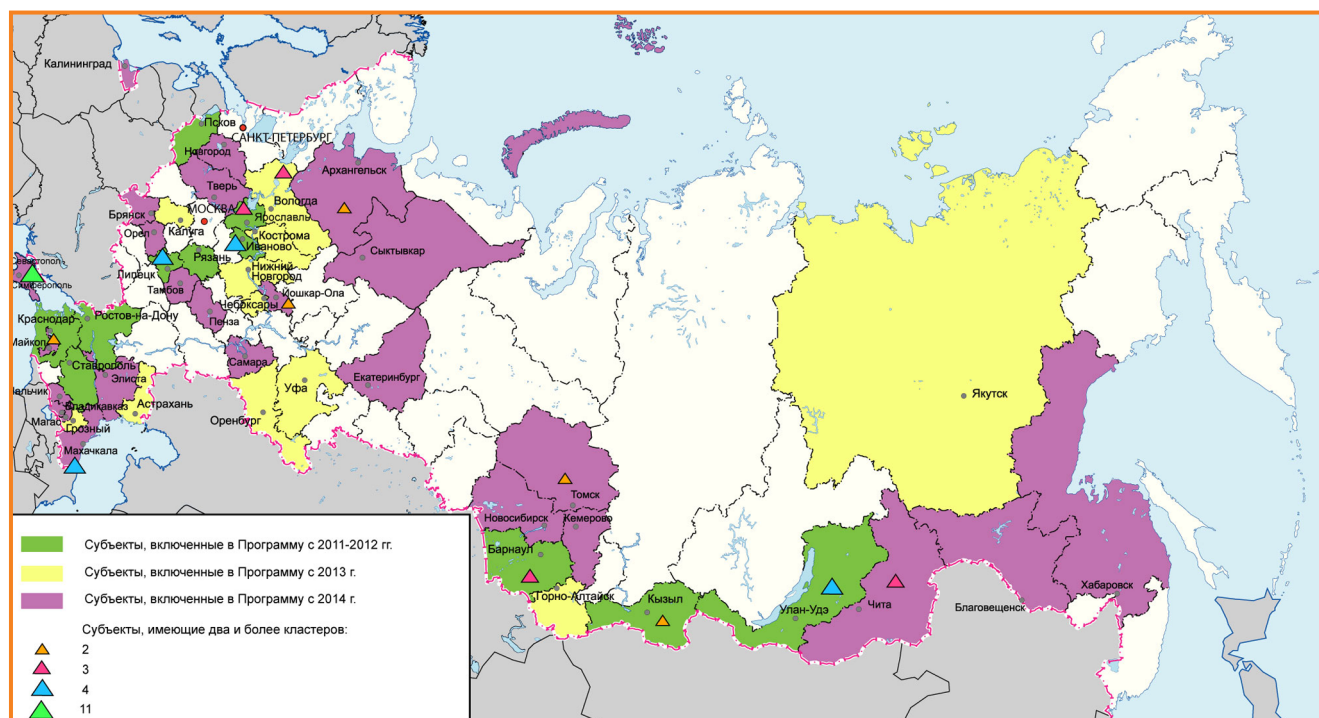 Калининград
Псков
САНКТ-ПЕТЕРБУРГ
Новгород
Архангельск
Тверь
Вологда
МОСКВА
Брянск
Ярославль
Орел
Калуга
Кострома
Иваново
Рязань
Сыктывкар
Севастополь
Нижний
Новгород
Липецк
Симферополь
Тамбов
Йошкар-Ола
Чебоксары
Ростов-на-Дону
Краснодар
Пенза
Майкоп
Ставрополь
Самара
Элиста
Уфа
Екатеринбург
Якутск
Нальчик
Владикавказ
Астрахань
Магас
Оренбург
Грозный
Махачкала
Томск
Новосибирск
Кемерово
Барнаул
Горно-Алтайск
Кызыл
Улан-Удэ
Чита
Благовещенск
Хабаровск
Субъекты, включенные в Программу с 2011-2012 гг.
Субъекты, включенные в Программу с 2013 г.
Субъекты, включенные в Программу с 2014 г.
Субъекты, имеющие два и более кластеров:
2
3
4
11